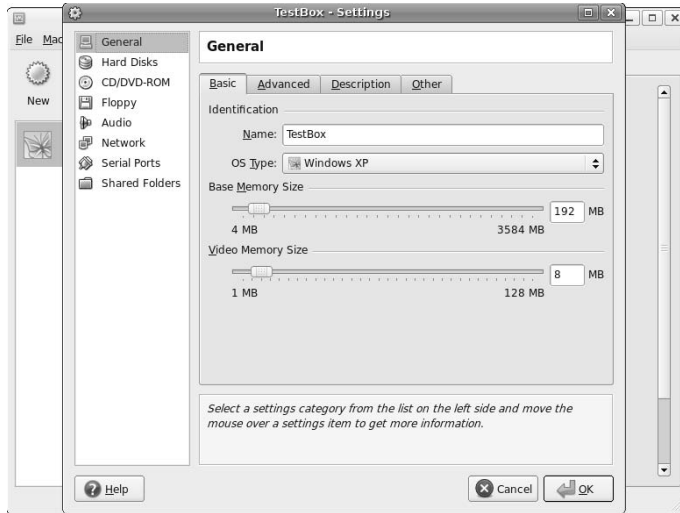 TestBox - Settings
File Mac
New
General
Hard Disks
CD/DVD-ROM
Floppy
Audio
Network
Serial Ports
Shared Folders
General
Basic Advanced Description Other
Identification
Name: TestBox
OS Type: Windows XP
Base Memory Size
192 MB
4 MB 3584 MB
Video Memory Size
8 MB
1 MB 128 MB
Select a settings category from the list on the left side and move the
mouse over a settings item to get more information.
Help Cancel OK